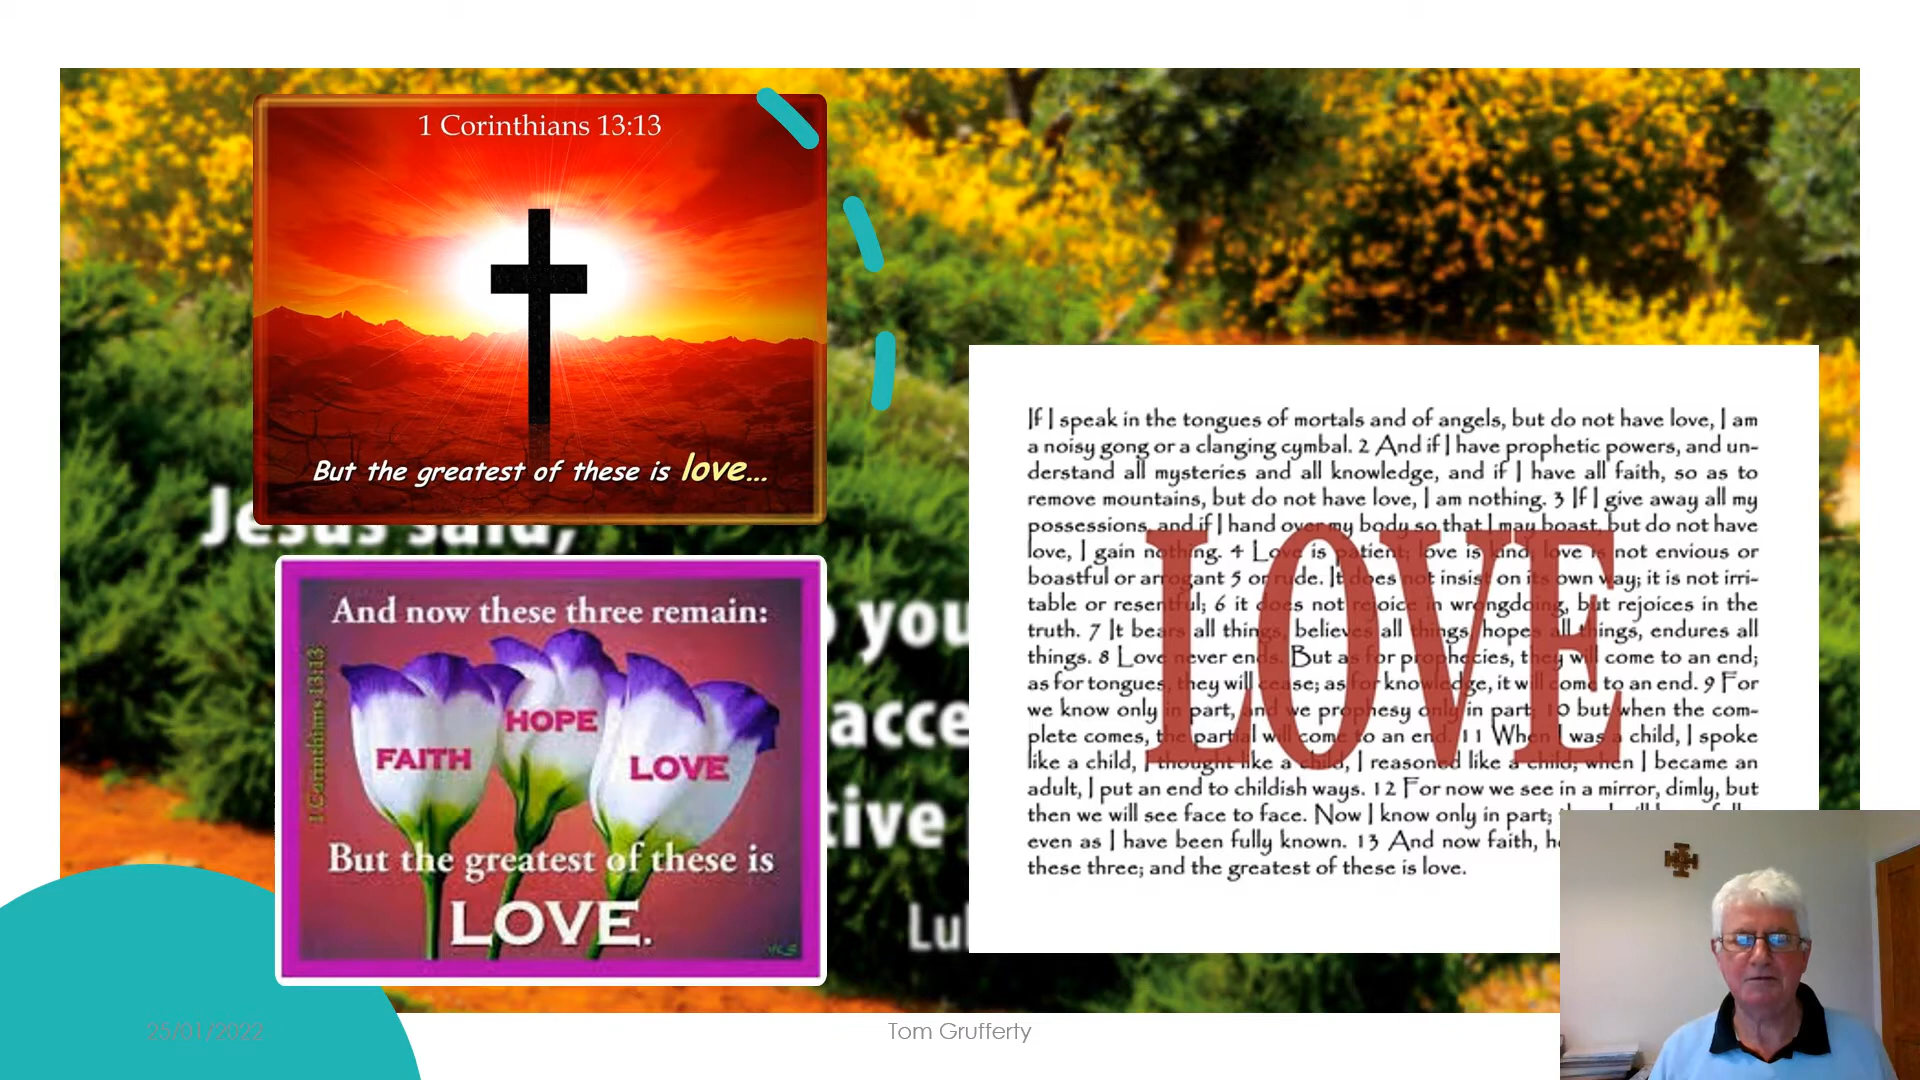 1 Corinthians 13:13
But the greatest of these is love...
Jesus said,
you
acce
tive
Lu
And now these three remain:
1 Corinthians 13:13
HOPE
FAITH
LOVE
But the greatest of these is
LOVE.
If I speak in the tongues of mortals and of angels, but do not have love, I am
a noisy gong or a clanging cymbal. 2 And if I have prophetic powers, and un-
derstand all mysteries and all knowledge, and if I have all faith, so as to
remove mountains, but do not have love, I am nothing. 3 If I give away all my
possessions, and if I hand over my body so that I may boast, but do not have
love, I gain nothing. 4 Love is patient; love is kind; love is not envious or
boastful or arrogant 5 or rude. It does not insist on its own way; it is not irri-
table or resentful; 6 it does not rejoice in wrongdoing, but rejoices in the
truth. 7 It bears all things, believes all things, hopes all things, endures all
things. 8 Love never ends. But as for prophecies, they will come to an end;
as for tongues, they will cease; as for knowledge, it will come to an end. 9 For
we know only in part, and we prophesy only in part; 10 but when the com-
plete comes, the partial will come to an end. 11 When I was a child, I spoke
like a child, I thought like a child, I reasoned like a child; when I became an
adult, I put an end to childish ways. 12 For now we see in a mirror, dimly, but
then we will see face to face. Now I know only in part;
even as I have been fully known. 13 And now faith, h
these three; and the greatest of these is love.
LOVE
25/01/2022
Tom Grufferty